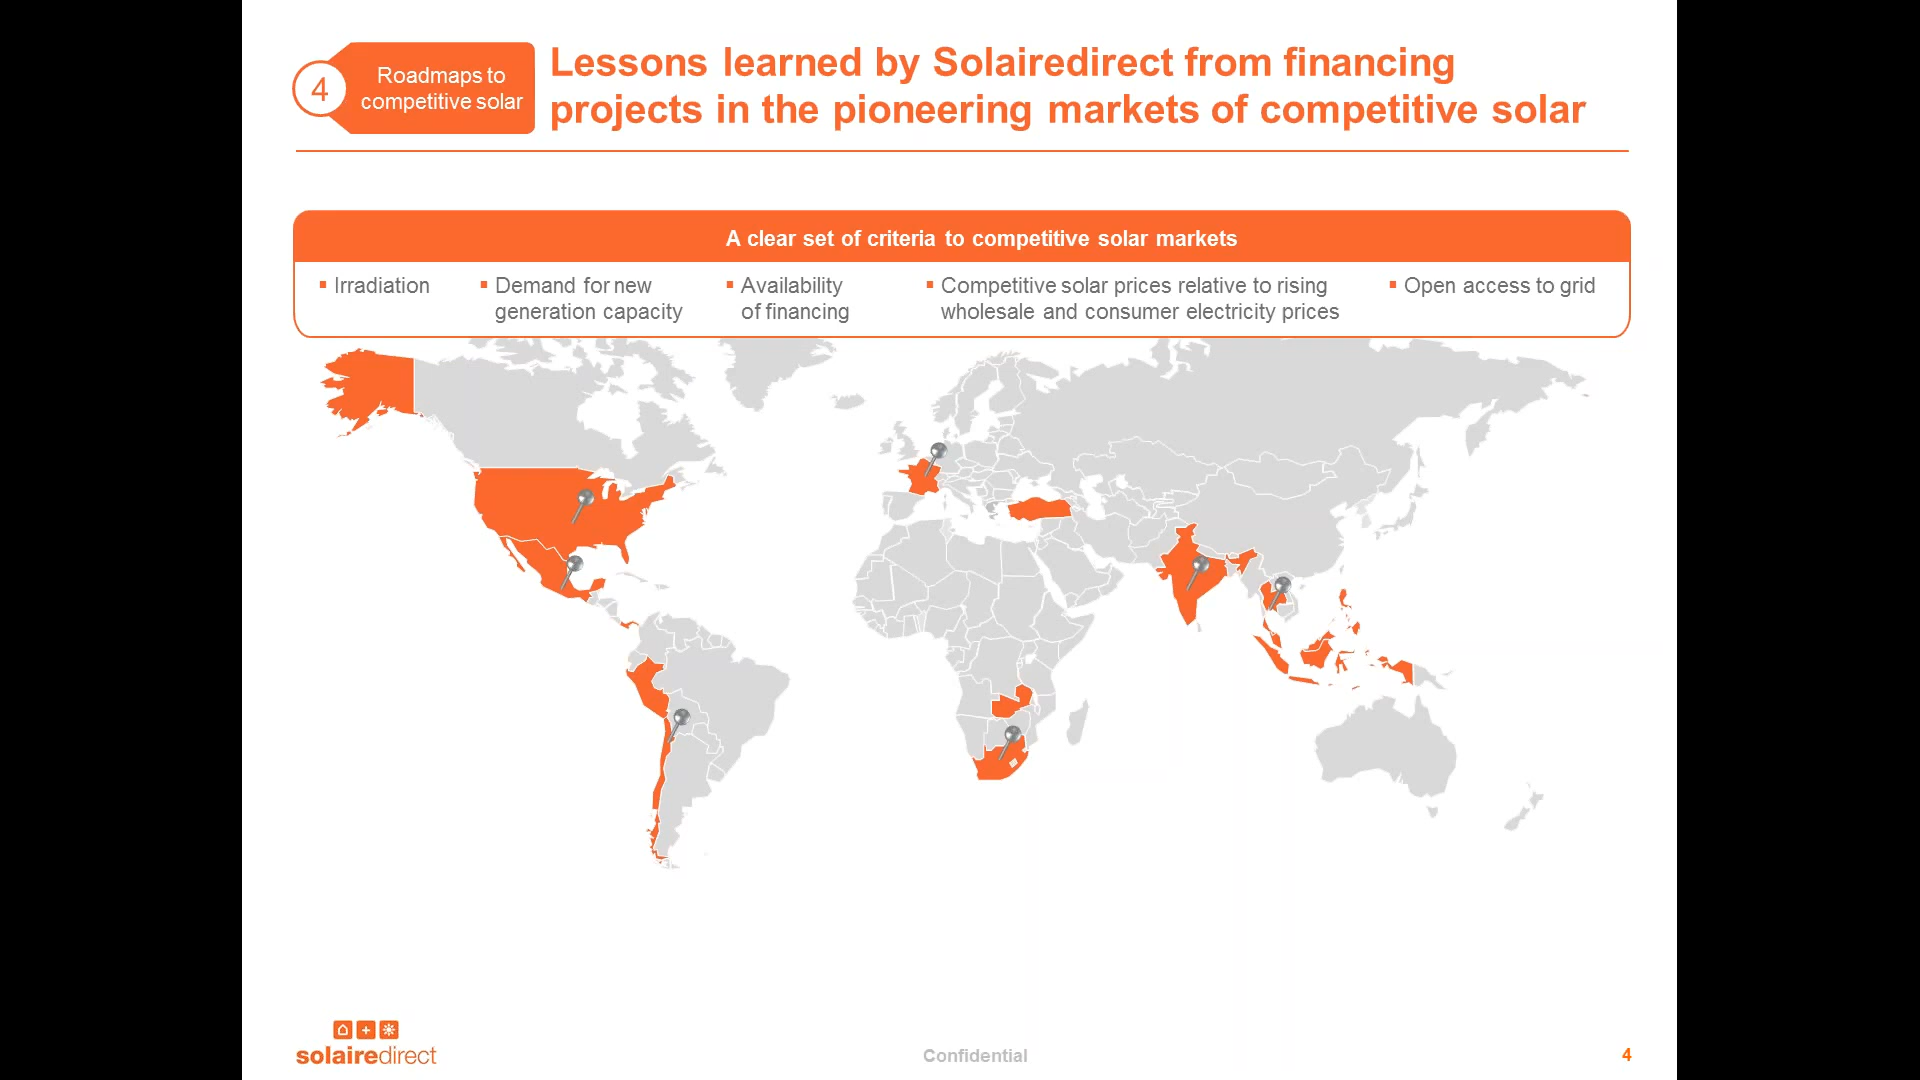 4
Roadmaps to
competitive solar
Lessons learned by Solairedirect from financing
projects in the pioneering markets of competitive solar
A clear set of criteria to competitive solar markets
▪ Irradiation
▪ Demand for new
generation capacity
▪ Availability
of financing
▪ Competitive solar prices relative to rising
wholesale and consumer electricity prices
▪ Open access to grid
solairedirect
Confidential
4